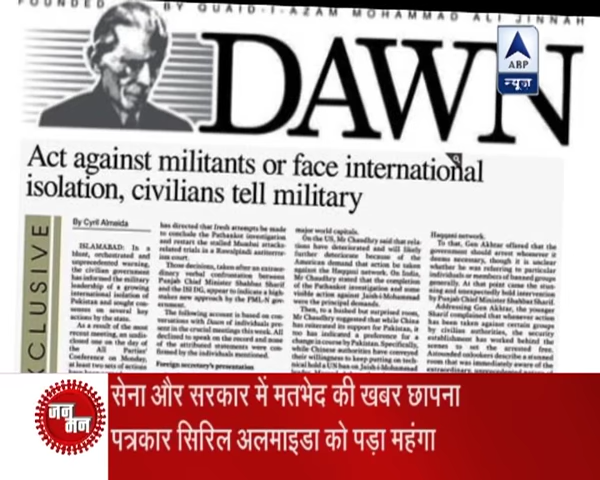 FOUNDED BY QUAID-I-AZAM MOHAMMAD ALI JINNAH
DAWN
ABP
न्यूज़
Act against militants or face international
isolation, civilians tell military
EXCLUSIVE
By Cyril Almeida
ISLAMABAD: In a
blunt, orchestrated and
unprecedented warning,
the civilian government
has informed the military
leadership of a growing
international isolation of
Pakistan and sought con-
sensus on several key
actions by the state.
As a result of the most
recent meeting, an undis-
closed one on the day of
the All Parties'
Conference on Monday,
at least two sets of actions
has directed that fresh attempts be made
to conclude the Pathankot investigation
and restart the stalled Mumbai attacks-
related trials in a Rawalpindi antiterror-
ism court.
Those decisions, taken after an extraor-
dinary verbal confrontation between
Punjab Chief Minister Shahbaz Sharif
and the ISI DG, appear to indicate a high-
stakes new approach by the PML-N gov-
ernment.
The following account is based on con-
versations with Dawn of individuals pre-
sent in the crucial meetings this week. All
declined to speak on the record and none
of the attributed statements were con-
firmed by the individuals mentioned.
Foreign secretary's presentation
major world capitals.
On the US, Mr Chaudhry said that rela-
tions have deteriorated and will likely
further deteriorate because of the
American demand that action be taken
against the Haqqani network. On India,
Mr Chaudhry stated that the completion
of the Pathankot investigation and some
visible action against Jaish-i-Mohammad
were the principal demands.
Then, to a hushed but surprised room,
Mr Chaudhry suggested that while China
has reiterated its support for Pakistan, it
too has indicated a preference for a
change in course by Pakistan. Specifically,
while Chinese authorities have conveyed
their willingness to keep putting on tech-
nical hold a UN ban on Jaish-i-Mohammad
Haqqani network.
To that, Gen Akhtar offered that the
government should arrest whomever it
deems necessary, though it is unclear
whether he was referring to particular
individuals or members of banned groups
generally. At that point came the stun-
ning and unexpectedly bold intervention
by Punjab Chief Minister Shahbaz Sharif.
Addressing Gen Akhtar, the younger
Sharif complained that whenever action
has been taken against certain groups
by civilian authorities, the security
establishment has worked behind the
scenes to set the arrested free.
Astounded onlookers describe a stunned
room that was immediately aware of the
जन
मन
सेना और सरकार में मतभेद की खबर छापना
पत्रकार सिरिल अलमाइडा को पड़ा महंगा